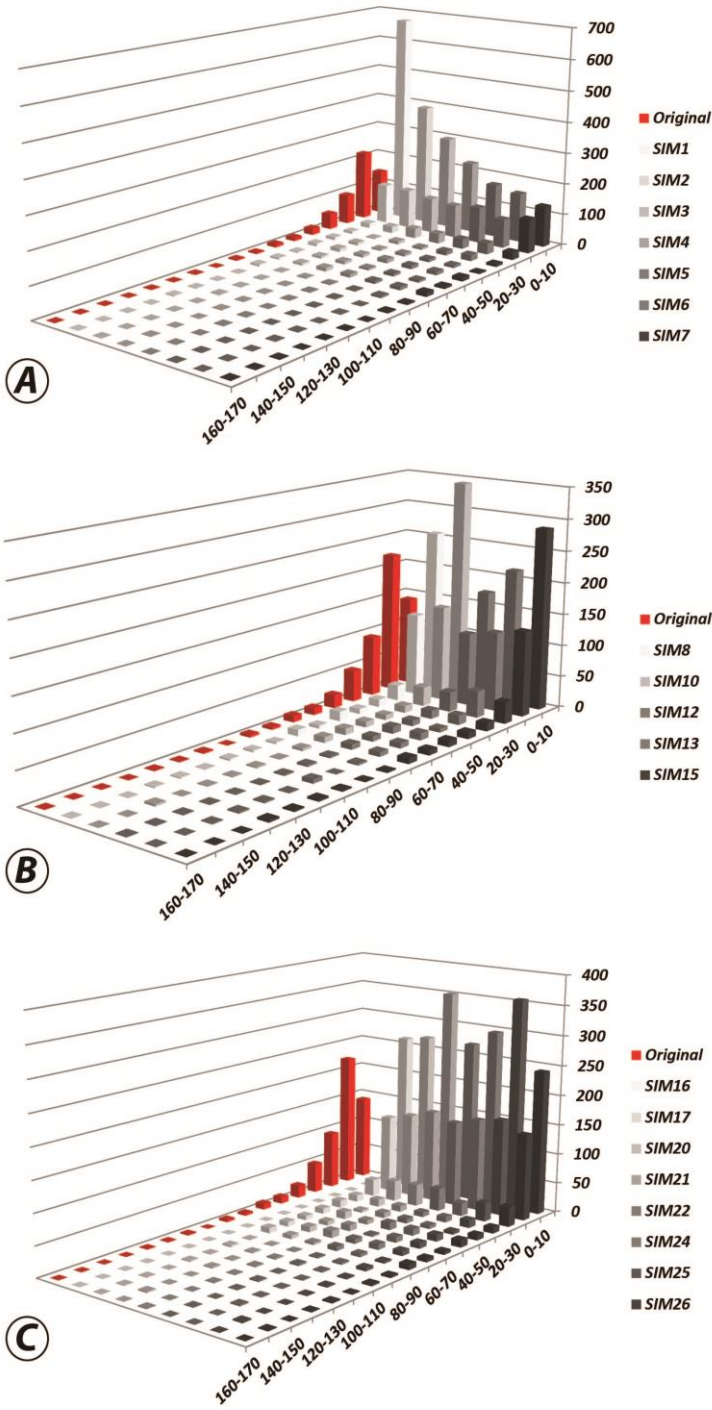 700
600
500
400
300
200
100
0
Original
SIM1
SIM2
SIM3
SIM4
SIM5
SIM6
SIM7
0-10
20-30
40-50
60-70
80-90
100-110
120-130
140-150
160-170
A
350
300
250
200
150
100
50
0
Original
SIM8
SIM10
SIM12
SIM13
SIM15
0-10
20-30
40-50
60-70
80-90
100-110
120-130
140-150
160-170
B
400
350
300
250
200
150
100
50
0
Original
SIM16
SIM17
SIM20
SIM21
SIM22
SIM24
SIM25
SIM26
0-10
20-30
40-50
60-70
80-90
100-110
120-130
140-150
160-170
C